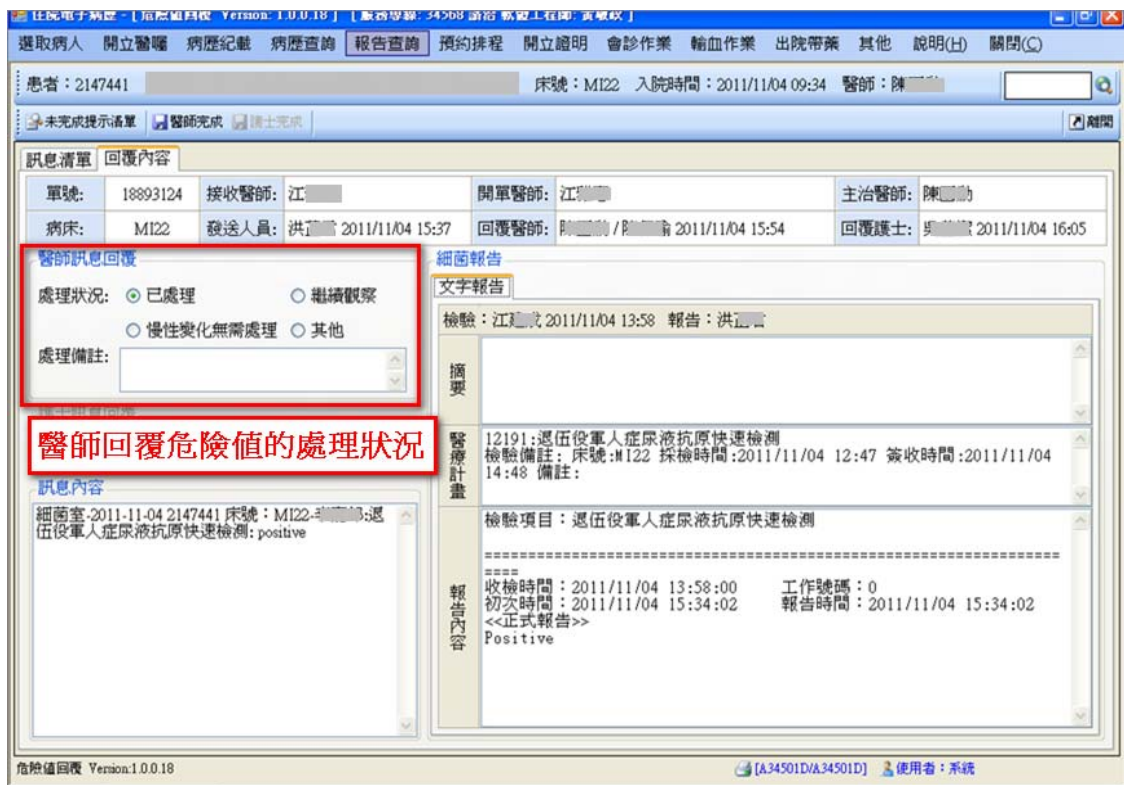 住院電子病歷 - [ 危險值回覆 Version: 1.0.0.18 ] [ 服務專線: 34568 請洽 軟體工程師: 黃
選取病人 開立醫囑 病歷紀載 病歷查詢 報告查詢 預約排程 開立證明 會診作業 輸血作業 出院帶藥 其他 說明(H) 關閉(C)
患者：2147441 床號：MI22 入院時間：2011/11/04 09:34 醫師：陳
未完成提示清單 醫師完成 護士完成 離開
訊息清單 回覆內容
單號: 18893124 接收醫師: 江 開單醫師: 江 主治醫師: 陳
病床: MI22 發送人員: 洪 2011/11/04 15:37 回覆醫師: 陳 / 陳 2011/11/04 15:54 回覆護士: 吳 2011/11/04 16:05
醫師訊息回覆
處理狀況: 已處理 繼續觀察
慢性變化無需處理 其他
處理備註:
醫師回覆危險值的處理狀況
訊息內容
細菌室-2011-11-04 2147441 床號：MI22- :退
伍役軍人症尿液抗原快速檢測: positive
細菌報告
文字報告
檢驗：江 2011/11/04 13:58 報告：洪
摘要
醫療計畫
12191:退伍役軍人症尿液抗原快速檢測
檢驗備註: 床號:MI22 採檢時間:2011/11/04 12:47 簽收時間:2011/11/04
14:48 備註:
報告內容
檢驗項目：退伍役軍人症尿液抗原快速檢測
==================================================================
====
收檢時間：2011/11/04 13:58:00 工作號碼：0
初次時間：2011/11/04 15:34:02 報告時間：2011/11/04 15:34:02
<<正式報告>>
Positive
危險值回覆 Version:1.0.0.18 [A34501D/A34501D] 使用者：系統